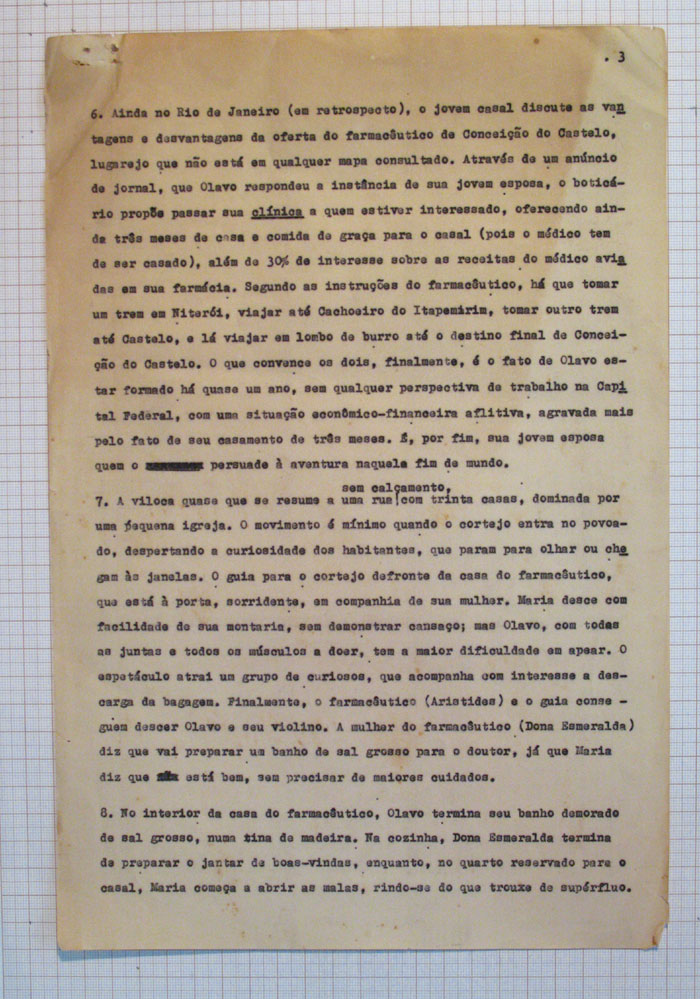 . 3
6. Ainda no Rio de Janeiro (em retrospecto), o jovem casal discute as van
tagens e desvantagens da oferta do farmacêutico de Conceição do Castelo,
lugarejo que não está em qualquer mapa consultado. Através de um anúncio
de jornal, que Olavo respondeu a instância de sua jovem esposa, o boticá-
rio propõe passar sua clínica a quem estiver interessado, oferecendo ain-
da três meses de casa e comida de graça para o casal (pois o médico tem
de ser casado), além de 30% de interesse sobre as receitas do médico avia
das em sua farmácia. Segundo as instruções do farmacêutico, há que tomar
um trem em Niterói, viajar até Cachoeiro do Itapemirim, tomar outro trem
até Castelo, e lá viajar em lombo de burro até o destino final de Concei-
ção do Castelo. O que convence os dois, finalmente, é o fato de Olavo es-
tar formado há quase um ano, sem qualquer perspectiva de trabalho na Capi
tal Federal, com uma situação econômico-financeira aflitiva, agravada mais
pelo fato de seu casamento de três meses. É, por fim, sua jovem esposa
quem o persuade à aventura naquele fim de mundo.
sem calçamento,
7. A viloca quase que se resume a uma rua com trinta casas, dominada por
uma pequena igreja. O movimento é mínimo quando o cortejo entra no povoa-
do, despertando a curiosidade dos habitantes, que param para olhar ou che
gam às janelas. O guia para o cortejo defronte da casa do farmacêutico,
que está à porta, sorridente, em companhia de sua mulher. Maria desce com
facilidade de sua montaria, sem demonstrar cansaço; mas Olavo, com todas
as juntas e todos os músculos a doer, tem a maior dificuldade em apear. O
espetáculo atrai um grupo de curiosos, que acompanha com interesse a des-
carga da bagagem. Finalmente, o farmacêutico (Aristides) e o guia conse -
guem descer Olavo e seu violino. A mulher do farmacêutico (Dona Esmeralda)
diz que vai preparar um banho de sal grosso para o doutor, já que Maria
diz que está bem, sem precisar de maiores cuidados.
8. No interior da casa do farmacêutico, Olavo termina seu banho demorado
de sal grosso, numa tina de madeira. Na cozinha, Dona Esmeralda termina
de preparar o jantar de boas-vindas, enquanto, no quarto reservado para o
casal, Maria começa a abrir as malas, rindo-se do que trouxe de supérfluo.